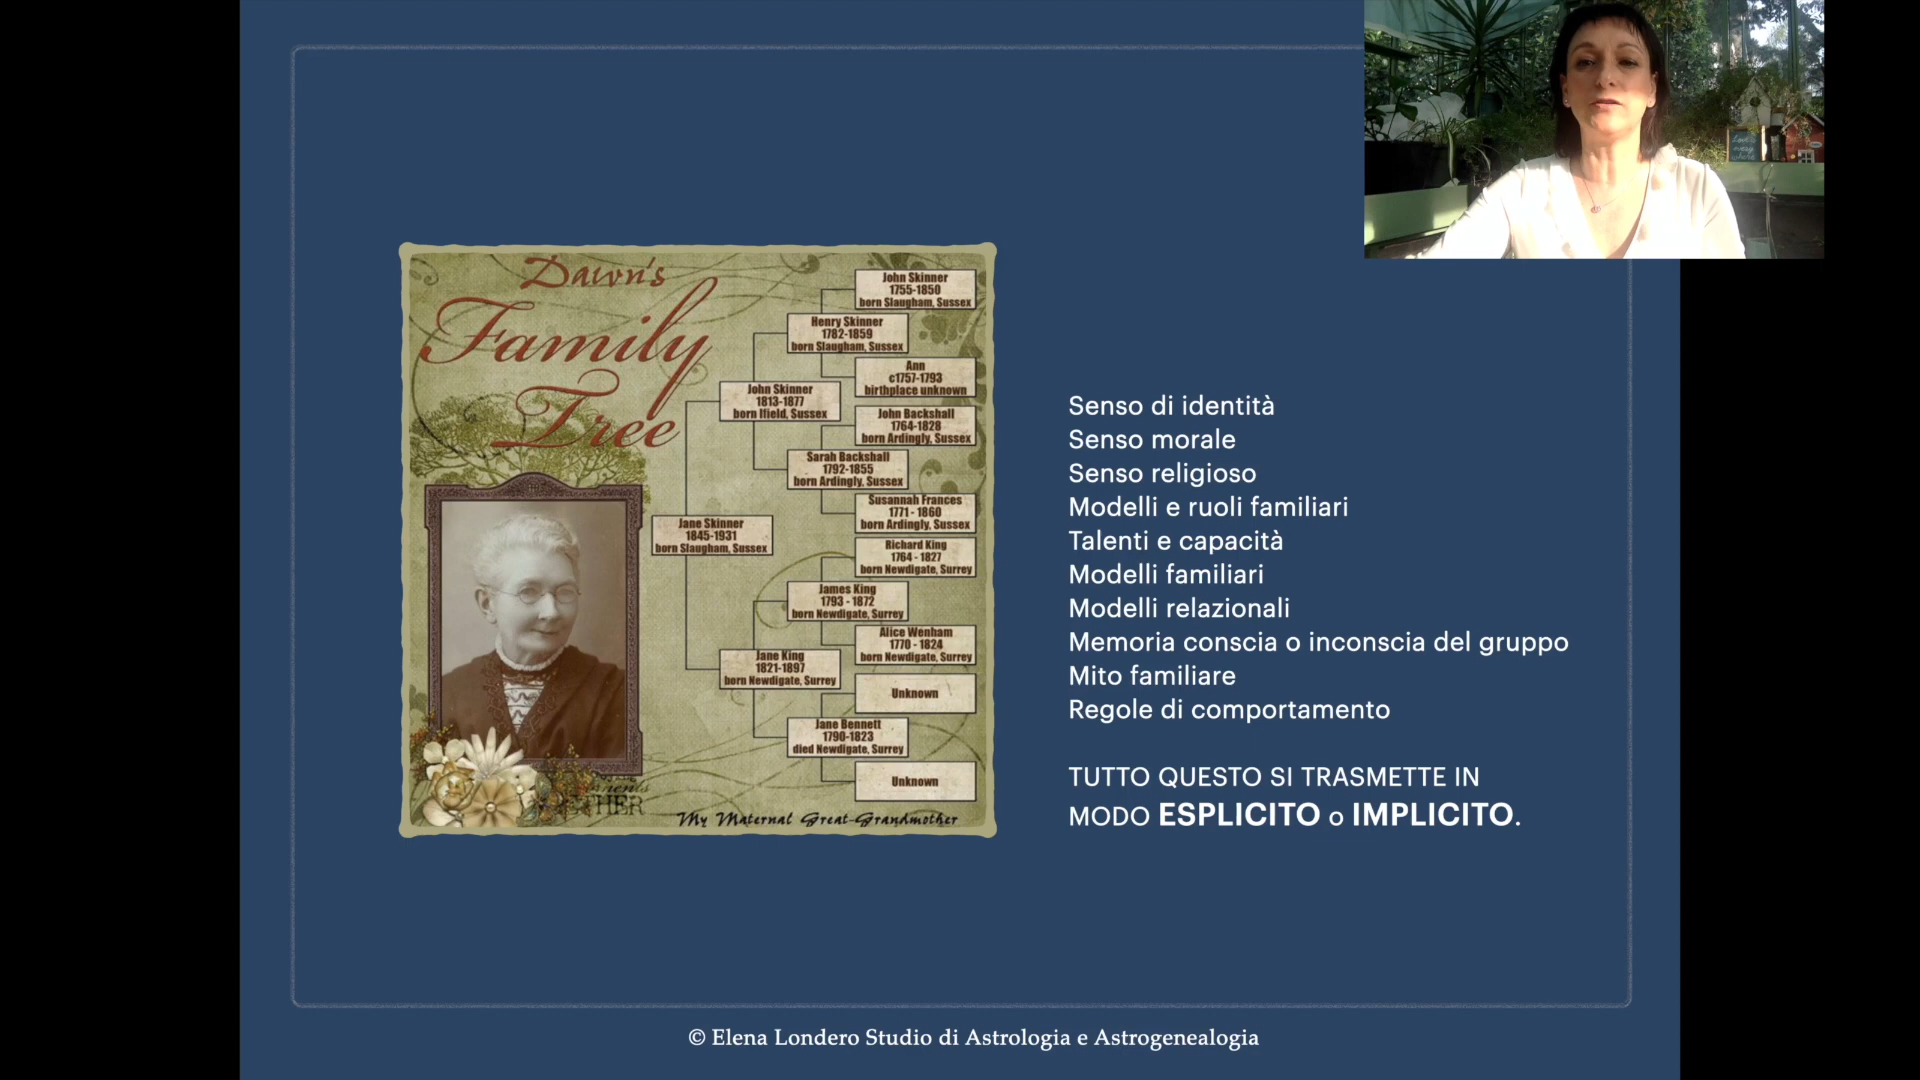 Dawn's
Family
Tree
John Skinner
1755-1850
born Slaugham, Sussex
Henry Skinner
1782-1859
born Slaugham, Sussex
Ann
c1757-1793
birthplace unknown
John Skinner
1813-1877
born Ifield, Sussex
John Backshall
1764-1828
born Ardingly, Sussex
Sarah Backshall
1792-1855
born Ardingly, Sussex
Susannah Frances
1771 - 1860
born Ardingly, Sussex
Jane Skinner
1845-1931
born Slaugham, Sussex
Richard King
1764 - 1827
born Newdigate, Surrey
James King
1793 - 1872
born Newdigate, Surrey
Alice Wenham
1770 - 1824
born Newdigate, Surrey
Jane King
1821-1897
born Newdigate, Surrey
Unknown
Jane Bennett
1790-1823
died Newdigate, Surrey
Unknown
My Maternal Great-Grandmother
Senso di identità
Senso morale
Senso religioso
Modelli e ruoli familiari
Talenti e capacità
Modelli familiari
Modelli relazionali
Memoria conscia o inconscia del gruppo
Mito familiare
Regole di comportamento
TUTTO QUESTO SI TRASMETTE IN
MODO ESPLICITO o IMPLICITO.
© Elena Londero Studio di Astrologia e Astrogenealogia